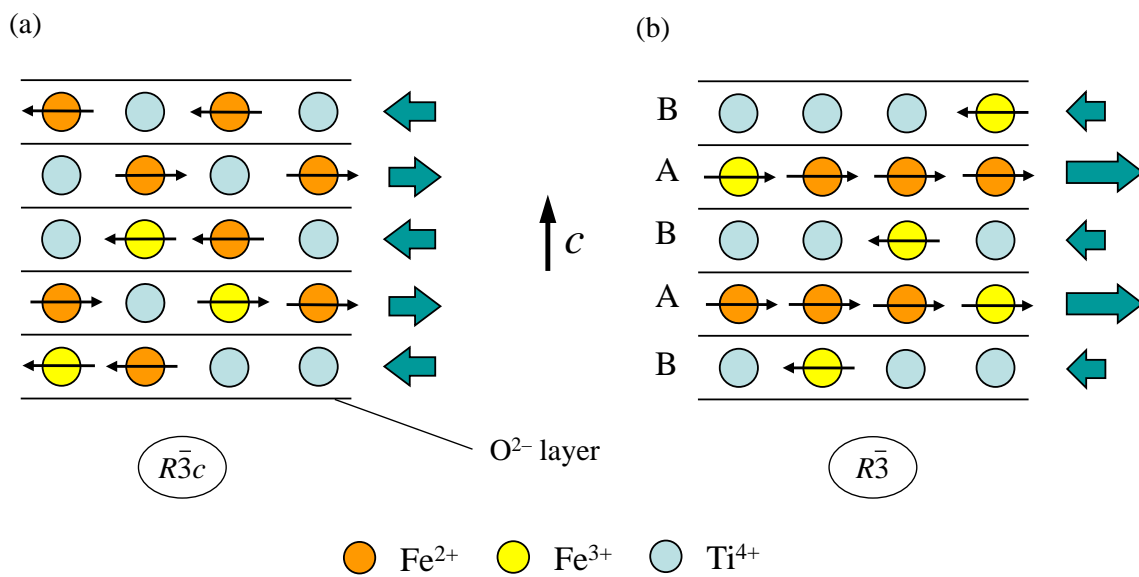 (a)
(b)
B
A
B
A
B
c
O²⁻ layer
R3̄c
R3̄
Fe²⁺ Fe³⁺ Ti⁴⁺